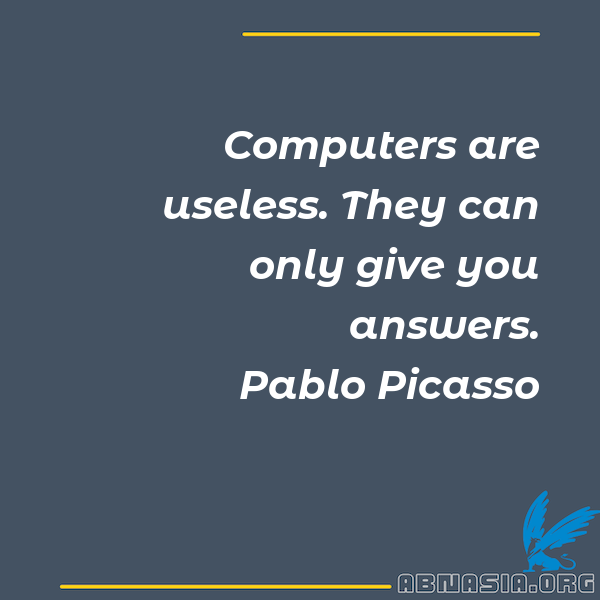 Computers are
useless. They can
only give you
answers.
Pablo Picasso
ABNASIA.ORG